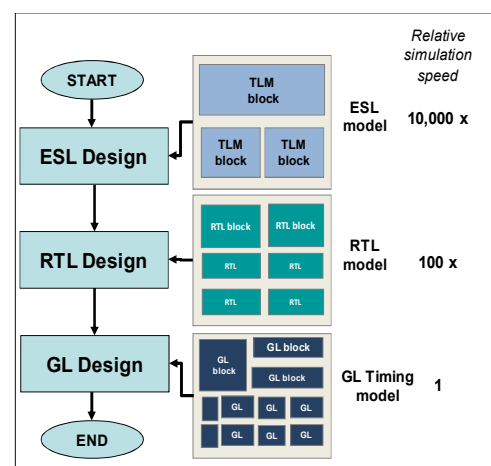 Relative
simulation
speed
START
TLM
block
ESL
model
10,000 x
ESL Design
TLM
block
TLM
block
RTL block
RTL block
RTL Design
RTL
RTL
RTL
model
100 x
RTL
RTL
GL block
GL
block
GL Design
GL block
GL Timing
model
1
GL
GL
GL
GL
GL
GL
END